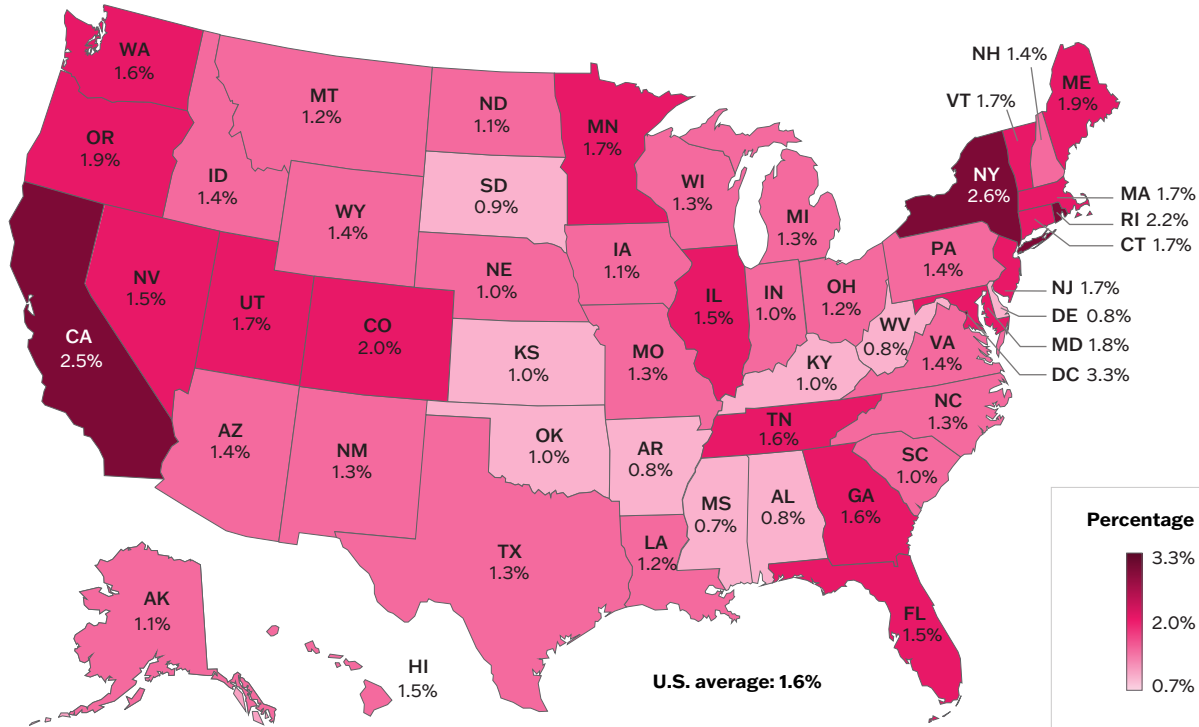 WA
1.6%
OR
1.9%
CA
2.5%
NV
1.5%
ID
1.4%
MT
1.2%
WY
1.4%
UT
1.7%
CO
2.0%
AZ
1.4%
NM
1.3%
ND
1.1%
SD
0.9%
NE
1.0%
KS
1.0%
OK
1.0%
TX
1.3%
MN
1.7%
IA
1.1%
MO
1.3%
AR
0.8%
LA
1.2%
WI
1.3%
IL
1.5%
MI
1.3%
IN
1.0%
OH
1.2%
KY
1.0%
TN
1.6%
MS
0.7%
AL
0.8%
GA
1.6%
FL
1.5%
SC
1.0%
NC
1.3%
VA
1.4%
WV
0.8%
PA
1.4%
NY
2.6%
VT 1.7%
NH 1.4%
ME
1.9%
MA 1.7%
RI 2.2%
CT 1.7%
NJ 1.7%
DE 0.8%
MD 1.8%
DC 3.3%
AK
1.1%
HI
1.5%
U.S. average: 1.6%
Percentage
3.3%
2.0%
0.7%